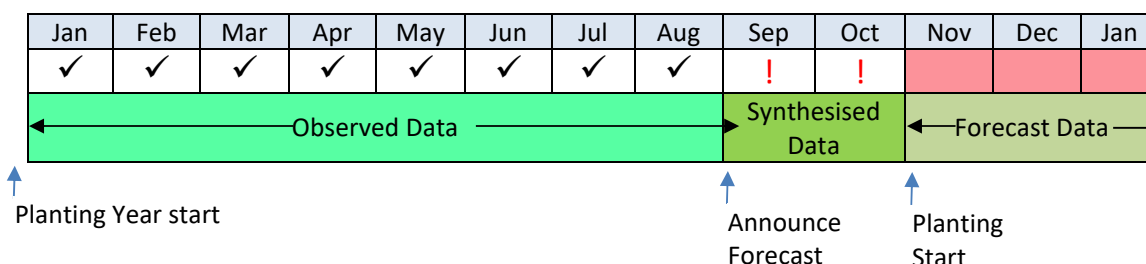 Jan Feb Mar Apr May Jun Jul Aug Sep Oct Nov Dec Jan
✓ ✓ ✓ ✓ ✓ ✓ ✓ ✓ ! !
Observed Data
Synthesised
Data
Forecast Data
Planting Year start
Announce
Forecast
Planting
Start